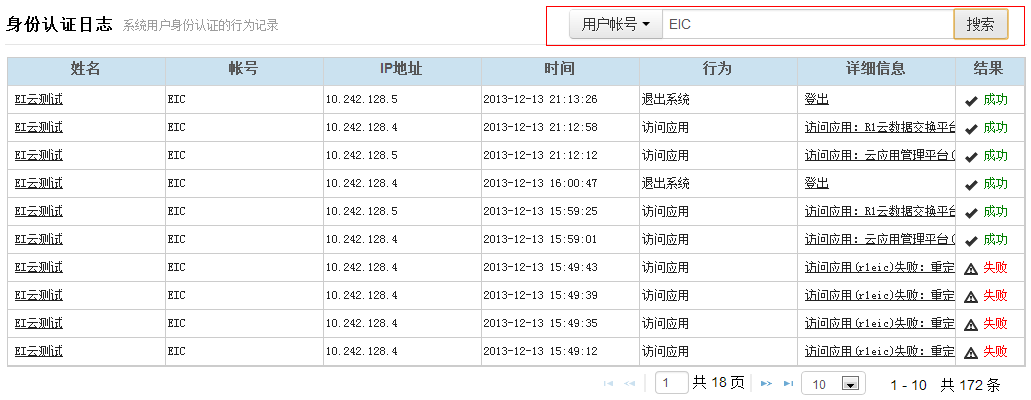 身份认证日志 系统用户身份认证的行为记录 用户帐号 EIC 搜索
姓名 帐号 IP地址 时间 行为 详细信息 结果
EI云测试 EIC 10.242.128.5 2013-12-13 21:13:26 退出系统 登出 成功
EI云测试 EIC 10.242.128.4 2013-12-13 21:12:58 访问应用 访问应用：R1云数据交换平台 成功
EI云测试 EIC 10.242.128.5 2013-12-13 21:12:12 访问应用 访问应用：云应用管理平台( 成功
EI云测试 EIC 10.242.128.4 2013-12-13 16:00:47 退出系统 登出 成功
EI云测试 EIC 10.242.128.5 2013-12-13 15:59:25 访问应用 访问应用：R1云数据交换平台 成功
EI云测试 EIC 10.242.128.4 2013-12-13 15:59:01 访问应用 访问应用：云应用管理平台( 成功
EI云测试 EIC 10.242.128.4 2013-12-13 15:49:43 访问应用 访问应用(r1eic)失败：重定 失败
EI云测试 EIC 10.242.128.4 2013-12-13 15:49:39 访问应用 访问应用(r1eic)失败：重定 失败
EI云测试 EIC 10.242.128.4 2013-12-13 15:49:35 访问应用 访问应用(r1eic)失败：重定 失败
EI云测试 EIC 10.242.128.4 2013-12-13 15:49:12 访问应用 访问应用(r1eic)失败：重定 失败
1 共 18 页 10 1 - 10 共 172 条